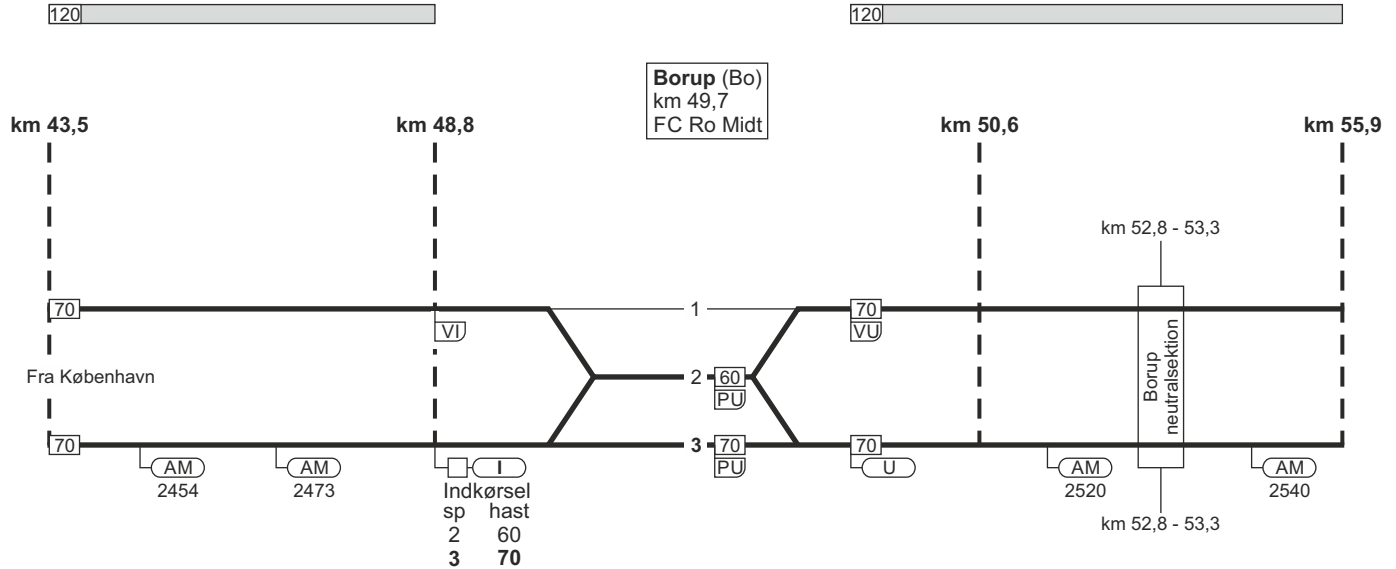 120
120
Borup (Bo)
km 49,7
FC Ro Midt
km 43,5
km 48,8
km 50,6
km 55,9
km 52,8 - 53,3
70
1
70
VI
VU
Fra København
2
60
PU
Borup
neutralsektion
70
3
70
70
AM
AM
I
PU
U
AM
AM
2454
2473
2520
2540
Indkørsel
sp hast
2 60
3 70
km 52,8 - 53,3